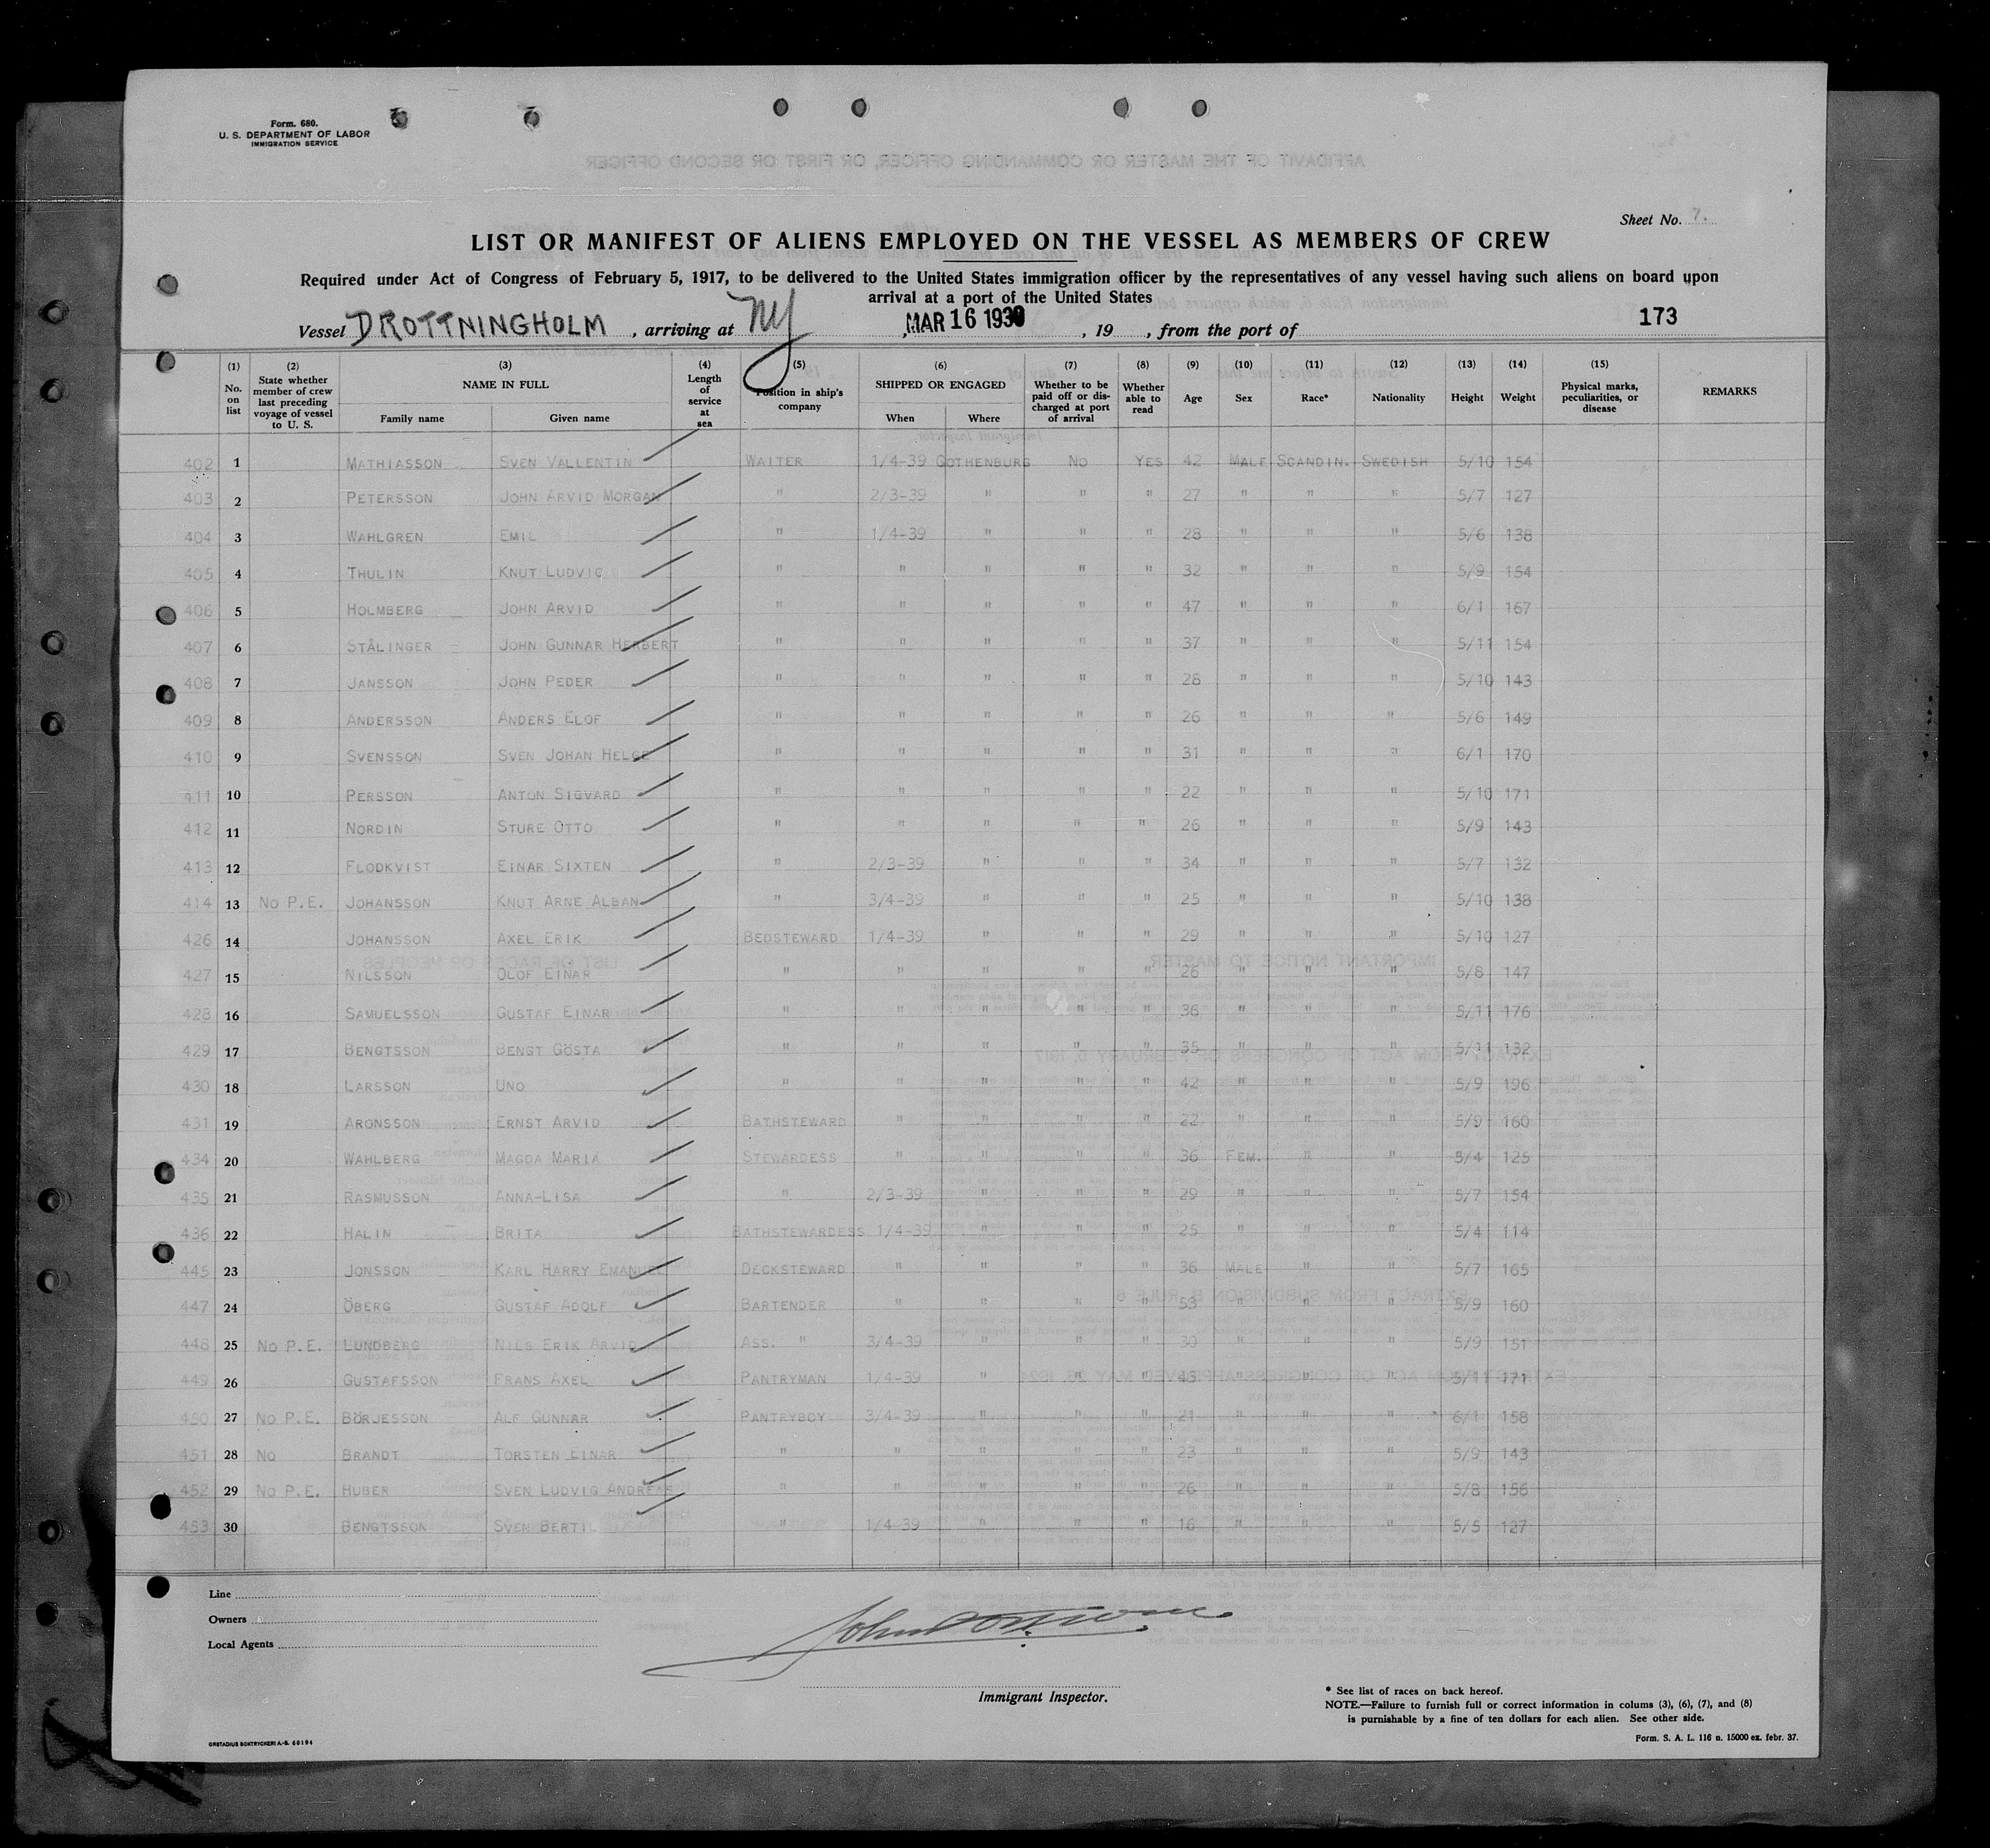 Form. 680.
U. S. DEPARTMENT OF LABOR
IMMIGRATION SERVICE
Sheet No. 7.
LIST OR MANIFEST OF ALIENS EMPLOYED ON THE VESSEL AS MEMBERS OF CREW
Required under Act of Congress of February 5, 1917, to be delivered to the United States immigration officer by the representatives of any vessel having such aliens on board upon
arrival at a port of the United States
Vessel DROTTNINGHOLM , arriving at NY , MAR 16 1939 , 19 , from the port of 173
(1) No. on list (2) State whether member of crew last preceding voyage of vessel to U. S. (3) NAME IN FULL Family name Given name (4) Length of service at sea (5) Position in ship's company (6) SHIPPED OR ENGAGED When Where (7) Whether to be paid off or discharged at port of arrival (8) Whether able to read (9) Age (10) Sex (11) Race* (12) Nationality (13) Height (14) Weight (15) Physical marks, peculiarities, or disease REMARKS
402 1 MATHIASSON SVEN VALLENTIN WAITER 1/4-39 GOTHENBURG NO YES 42 MALE SCANDIN. SWEDISH 5/10 154
403 2 PETERSSON JOHN ARVID MORGAN " 2/3-39 " " " 27 " " " 5/7 127
404 3 WAHLGREN EMIL " 1/4-39 " " " 28 " " " 5/6 138
405 4 THULIN KNUT LUDVIG " " " " " 32 " " " 5/9 154
406 5 HOLMBERG JOHN ARVID " " " " " 47 " " " 6/1 167
407 6 STÅLINGER JOHN GUNNAR HERBERT " " " " " 37 " " " 5/11 154
408 7 JANSSON JOHN PEDER " " " " " 28 " " " 5/10 143
409 8 ANDERSSON ANDERS ELOF " " " " " 26 " " " 5/6 149
410 9 SVENSSON SVEN JOHAN HELGE " " " " " 31 " " " 6/1 170
411 10 PERSSON ANTON SIGVARD " " " " " 22 " " " 5/10 171
412 11 NORDIN STURE OTTO " " " " " 26 " " " 5/9 143
413 12 FLODKVIST EINAR SIXTEN " 2/3-39 " " " 34 " " " 5/7 132
414 13 NO P.E. JOHANSSON KNUT ARNE ALBAN " 3/4-39 " " " 25 " " " 5/10 138
426 14 JOHANSSON AXEL ERIK BEDSTEWARD 1/4-39 " " " 29 " " " 5/10 127
427 15 NILSSON OLOF EINAR " " " " " 26 " " " 5/8 147
428 16 SAMUELSSON GUSTAF EINAR " " " " " 36 " " " 5/11 176
429 17 BENGTSSON BENGT GÖSTA " " " " " 35 " " " 5/11 132
430 18 LARSSON UNO " " " " " 42 " " " 5/9 196
431 19 ARONSSON ERNST ARVID BATHSTEWARD " " " " 22 " " " 5/9 160
434 20 WAHLBERG MAGDA MARIA STEWARDESS " " " " 36 FEM. " " 5/4 125
435 21 RASMUSSON ANNA-LISA " 2/3-39 " " " 29 " " " 5/7 154
436 22 HALIN BRITA BATHSTEWARDESS 1/4-39 " " " 25 " " " 5/4 114
445 23 JONSSON KARL HARRY EMANUEL DECKSTEWARD " " " " 36 MALE " " 5/7 165
447 24 ÖBERG GUSTAF ADOLF BARTENDER " " " " 53 " " " 5/9 160
448 25 NO P.E. LUNDBERG NILS ERIK ARVID ASS. " 3/4-39 " " " 30 " " " 5/9 151
449 26 GUSTAFSSON FRANS AXEL PANTRYMAN 1/4-39 " " " 43 " " " 5/11 171
450 27 NO P.E. BÖRJESSON ALF GUNNAR PANTRYBOY 3/4-39 " " " 21 " " " 6/1 158
451 28 NO BRANDT TORSTEN EINAR " " " " " 23 " " " 5/9 143
452 29 NO P.E. HUBER SVEN LUDVIG ANDREAS " " " " " 26 " " " 5/8 156
453 30 BENGTSSON SVEN BERTIL " 1/4-39 " " " 16 " " " 5/5 127
Line
Owners
Local Agents
Immigrant Inspector.
* See list of races on back hereof.
NOTE.—Failure to furnish full or correct information in colums (3), (6), (7), and (8)
is purnishable by a fine of ten dollars for each alien. See other side.
ORSTADIUS BOKTRYCKERI A.-B. 60194
Form. S. A. L. 116 n. 15000 ex. febr. 37.